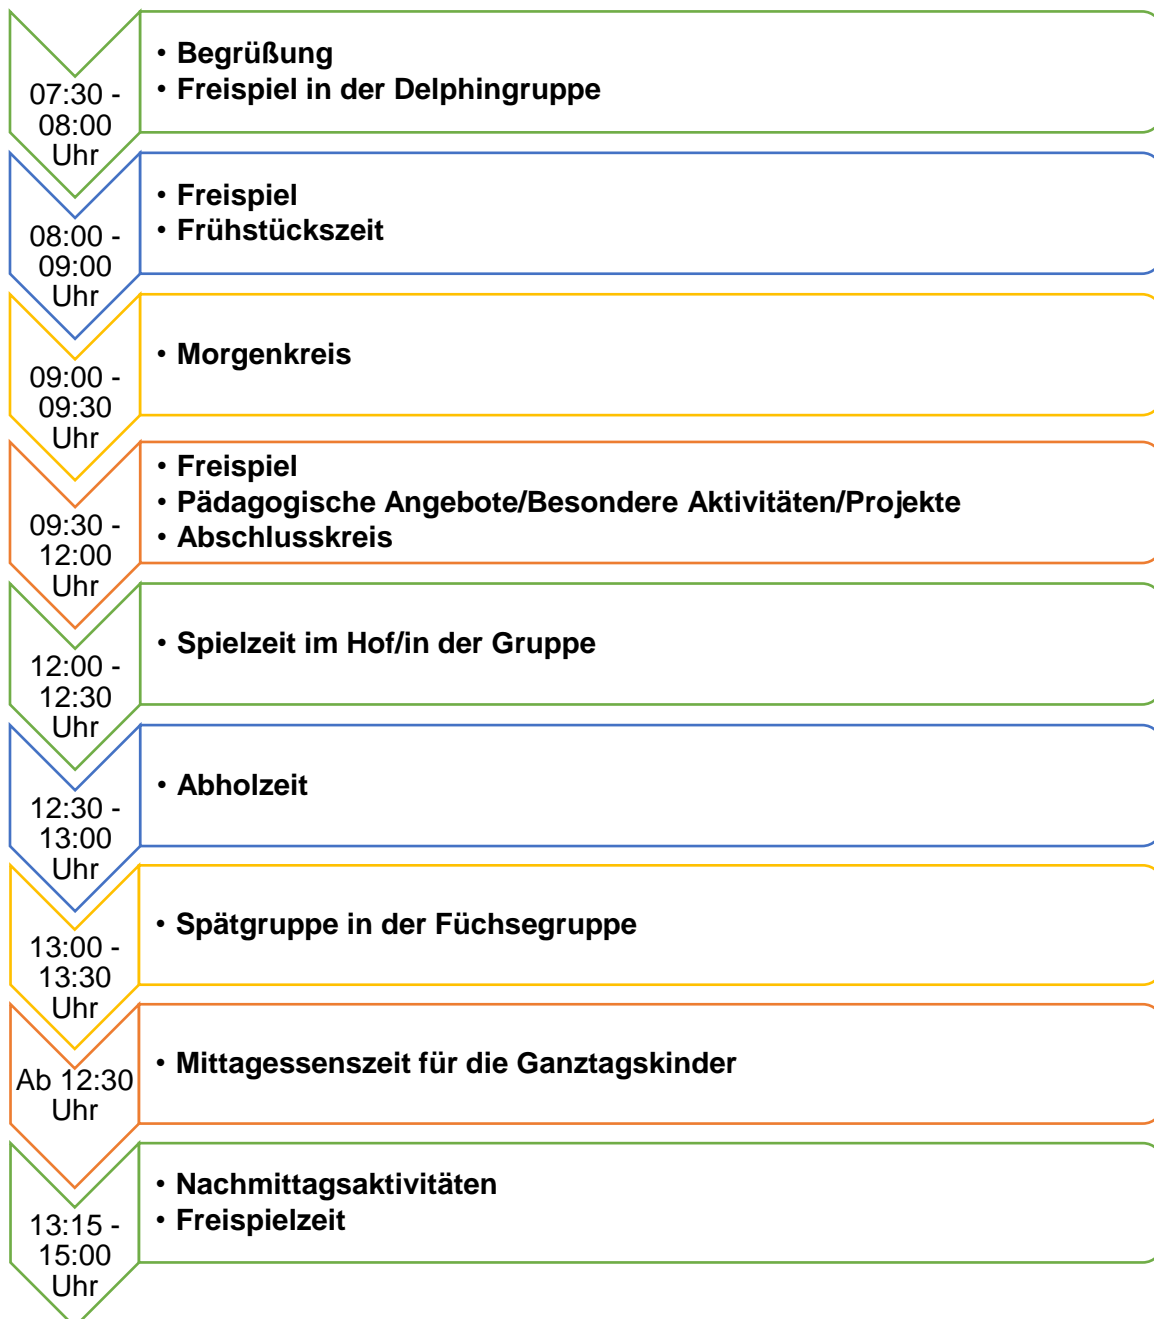 07:30 -
08:00
Uhr
• Begrüßung
• Freispiel in der Delphingruppe
08:00 -
09:00
Uhr
• Freispiel
• Frühstückszeit
09:00 -
09:30
Uhr
• Morgenkreis
09:30 -
12:00
Uhr
• Freispiel
• Pädagogische Angebote/Besondere Aktivitäten/Projekte
• Abschlusskreis
12:00 -
12:30
Uhr
• Spielzeit im Hof/in der Gruppe
12:30 -
13:00
Uhr
• Abholzeit
13:00 -
13:30
Uhr
• Spätgruppe in der Füchsegruppe
Ab 12:30
Uhr
• Mittagessenszeit für die Ganztagskinder
13:15 -
15:00
Uhr
• Nachmittagsaktivitäten
• Freispielzeit